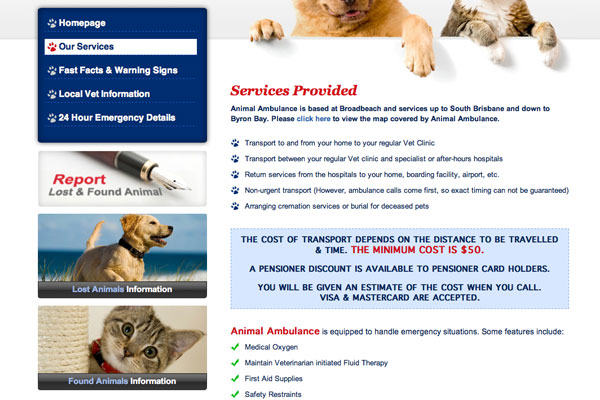 Homepage
Our Services
Fast Facts & Warning Signs
Local Vet Information
24 Hour Emergency Details
Report
Lost & Found Animal
Lost Animals Information
Found Animals Information
Services Provided
Animal Ambulance is based at Broadbeach and services up to South Brisbane and down to
Byron Bay. Please click here to view the map covered by Animal Ambulance.
Transport to and from your home to your regular Vet Clinic
Transport between your regular Vet clinic and specialist or after-hours hospitals
Return services from the hospitals to your home, boarding facility, airport, etc.
Non-urgent transport (However, ambulance calls come first, so exact timing can not be guaranteed)
Arranging cremation services or burial for deceased pets
THE COST OF TRANSPORT DEPENDS ON THE DISTANCE TO BE TRAVELLED
& TIME. THE MINIMUM COST IS $50.
A PENSIONER DISCOUNT IS AVAILABLE TO PENSIONER CARD HOLDERS.
YOU WILL BE GIVEN AN ESTIMATE OF THE COST WHEN YOU CALL.
VISA & MASTERCARD ARE ACCEPTED.
Animal Ambulance is equipped to handle emergency situations. Some features include:
Medical Oxygen
Maintain Veterinarian initiated Fluid Therapy
First Aid Supplies
Safety Restraints